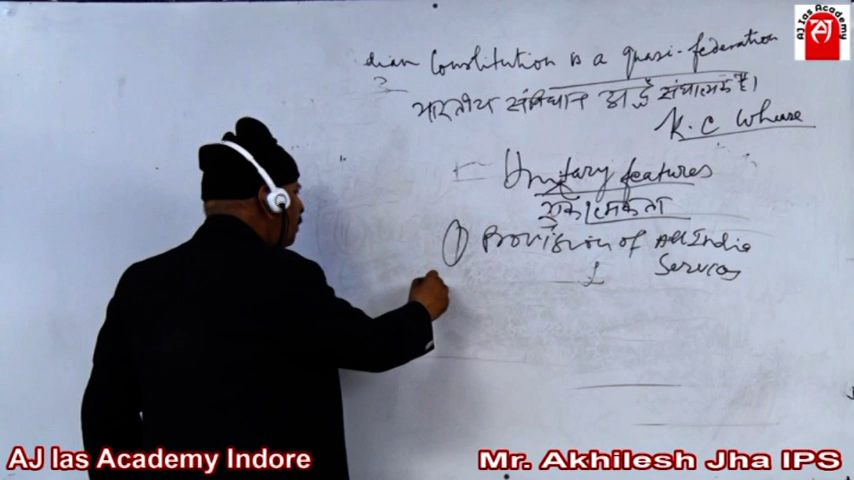 dian Constitution is a quasi-federation
?
भारतीय संविधान संघात्मक है।
K. C Wheare
Unitary features
एकात्मकता
① Provision of All India
Services
AJ Ias Academy
AJ Ias Academy Indore
Mr. Akhilesh Jha IPS